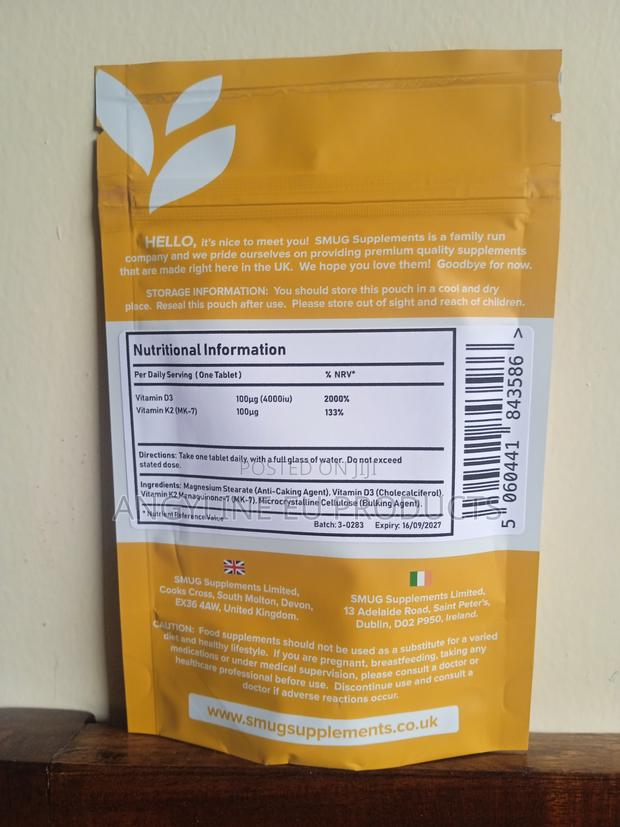 HELLO, it's nice to meet you! SMUG Supplements is a family run
company and we pride ourselves on providing premium quality supplements
that are made right here in the UK. We hope you love them! Goodbye for now.
STORAGE INFORMATION: You should store this pouch in a cool and dry
place. Reseal this pouch after use. Please store out of sight and reach of children.
Nutritional Information
Per Daily Serving (One Tablet) % NRV*
Vitamin D3 100µg (4000iu) 2000%
Vitamin K2 (MK-7) 100µg 133%
Directions: Take one tablet daily, with a full glass of water. Do not exceed
stated dose.
POSTED ON JIJI
Ingredients: Magnesium Stearate (Anti-Caking Agent), Vitamin D3 (Cholecalciferol),
Vitamin K2 Menaquinone 7 (MK-7), Microcrystalline Cellulose (Bulking Agent).
ANGYLINE EU PRODUCTS
* Nutrient Reference Value
Batch: 3-0283 Expiry: 16/09/2027
5 060441 843586 >
SMUG Supplements Limited,
Cooks Cross, South Molton, Devon,
EX36 4AW, United Kingdom.
SMUG Supplements Limited,
13 Adelaide Road, Saint Peter's,
Dublin, D02 P950, Ireland.
CAUTION: Food supplements should not be used as a substitute for a varied
diet and healthy lifestyle. If you are pregnant, breastfeeding, taking any
medications or under medical supervision, please consult a doctor or
healthcare professional before use. Discontinue use and consult a
doctor if adverse reactions occur.
www.smugsupplements.co.uk